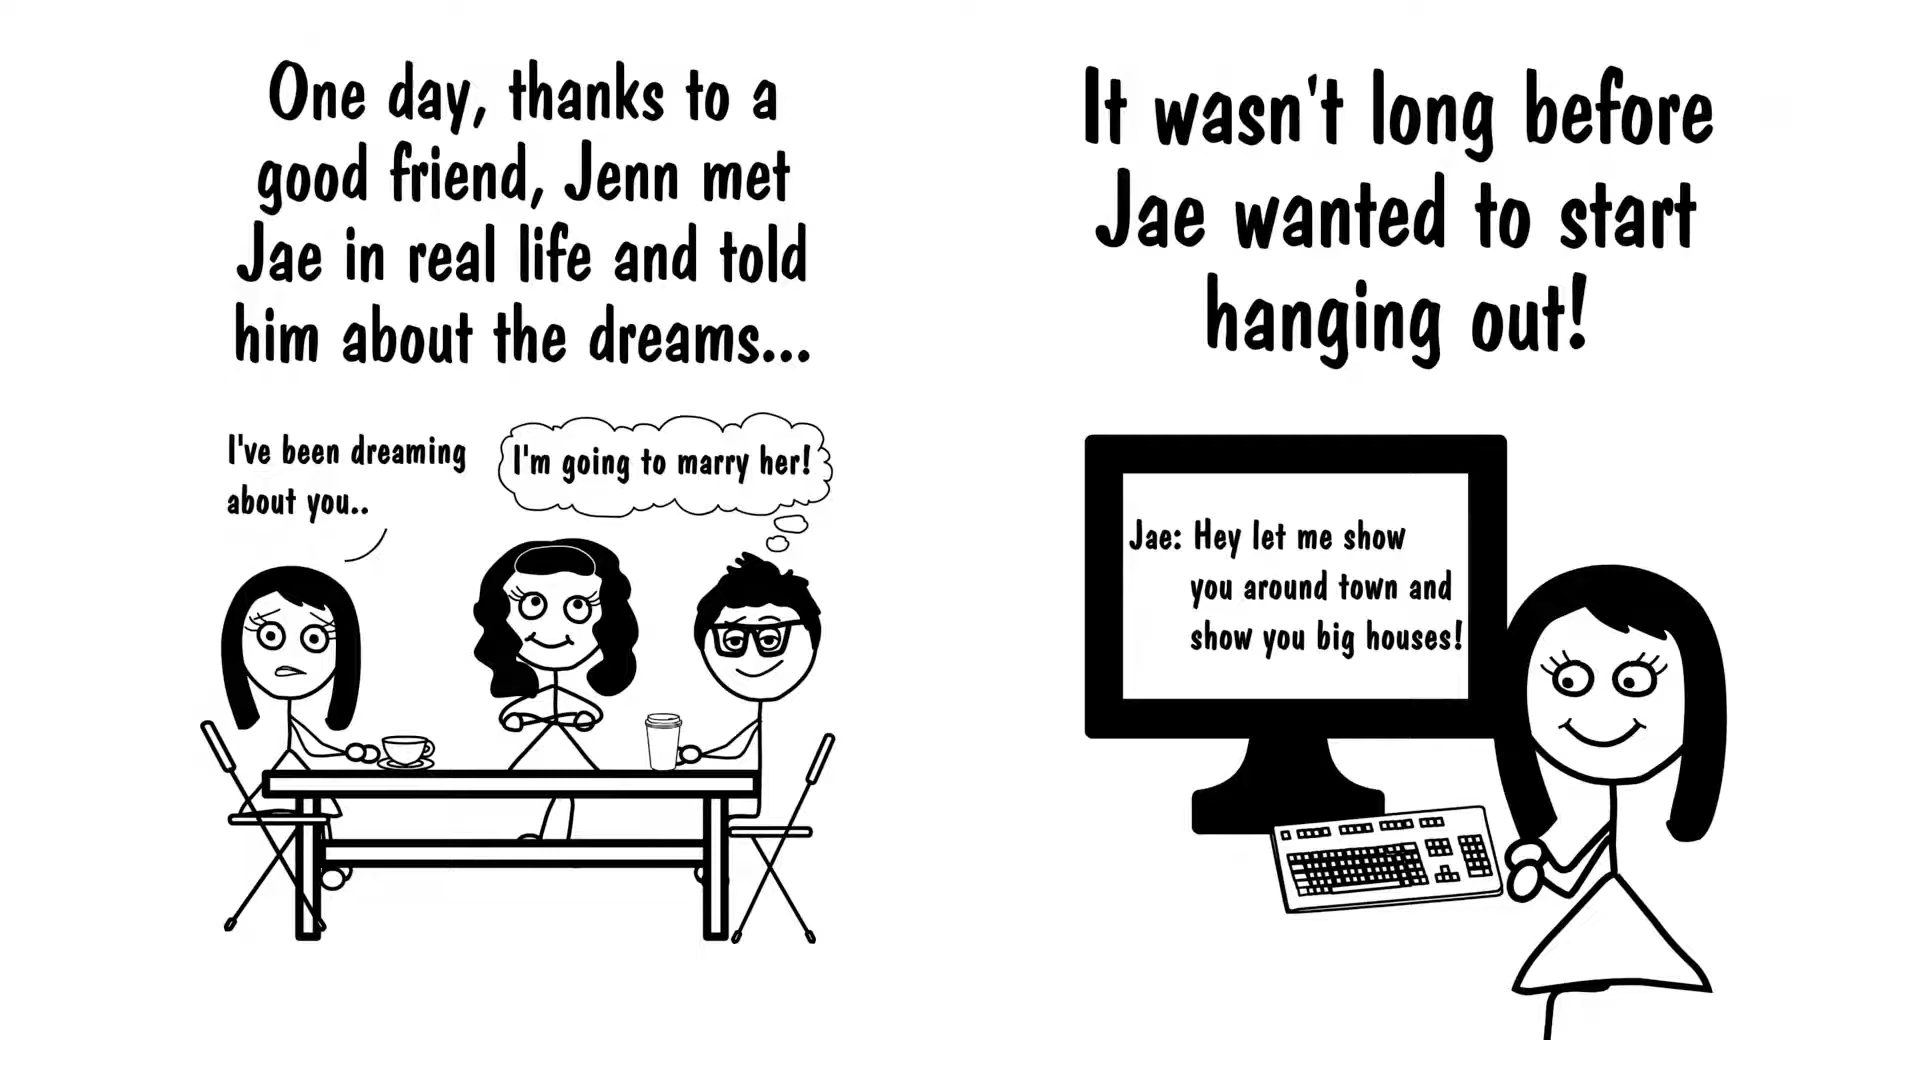 One day, thanks to a
good friend, Jenn met
Jae in real life and told
him about the dreams...
I've been dreaming
about you..
I'm going to marry her!
It wasn't long before
Jae wanted to start
hanging out!
Jae: Hey let me show
you around town and
show you big houses!